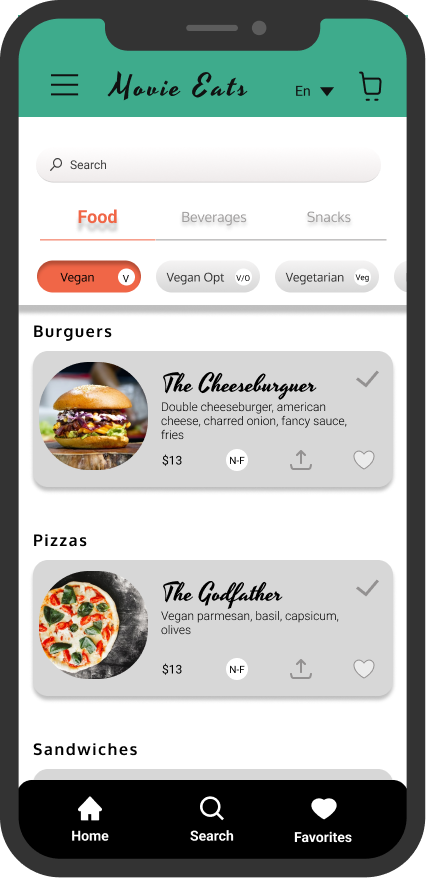 Movie Eats
En
Search
Food Beverages Snacks
Vegan V Vegan Opt V/O Vegetarian Veg
Burguers
The Cheeseburguer
Double cheeseburger, american
cheese, charred onion, fancy sauce,
fries
$13 N-F
Pizzas
The Godfather
Vegan parmesan, basil, capsicum,
olives
$13 N-F
Sandwiches
Home Search Favorites